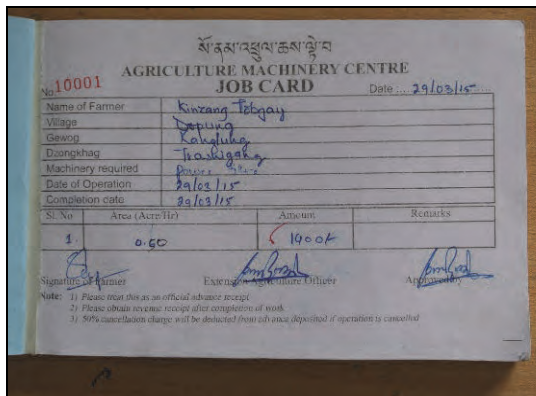 སོ་ནམ་འཕྲུལ་ཆས་ལྟེ་བ
AGRICULTURE MACHINERY CENTRE
No. 10001 JOB CARD Date : 29/03/15
Name of Farmer Kinzang Tobgay
Village
Gewog Kanglung
Dzongkhag Trashigang
Machinery required Power
Date of Operation 29/03/15
Completion date 29/03/15
Sl. No Area (Acre/Hr) Amount Remarks
1. 0.60 1400/-
Signature of Farmer Extension Agriculture Officer Approved by
Note: 1) Please treat this as an official advance receipt
2) Please obtain revenue receipt after completion of work
3) 50% cancellation charge will be deducted from advance deposited if operation is cancelled